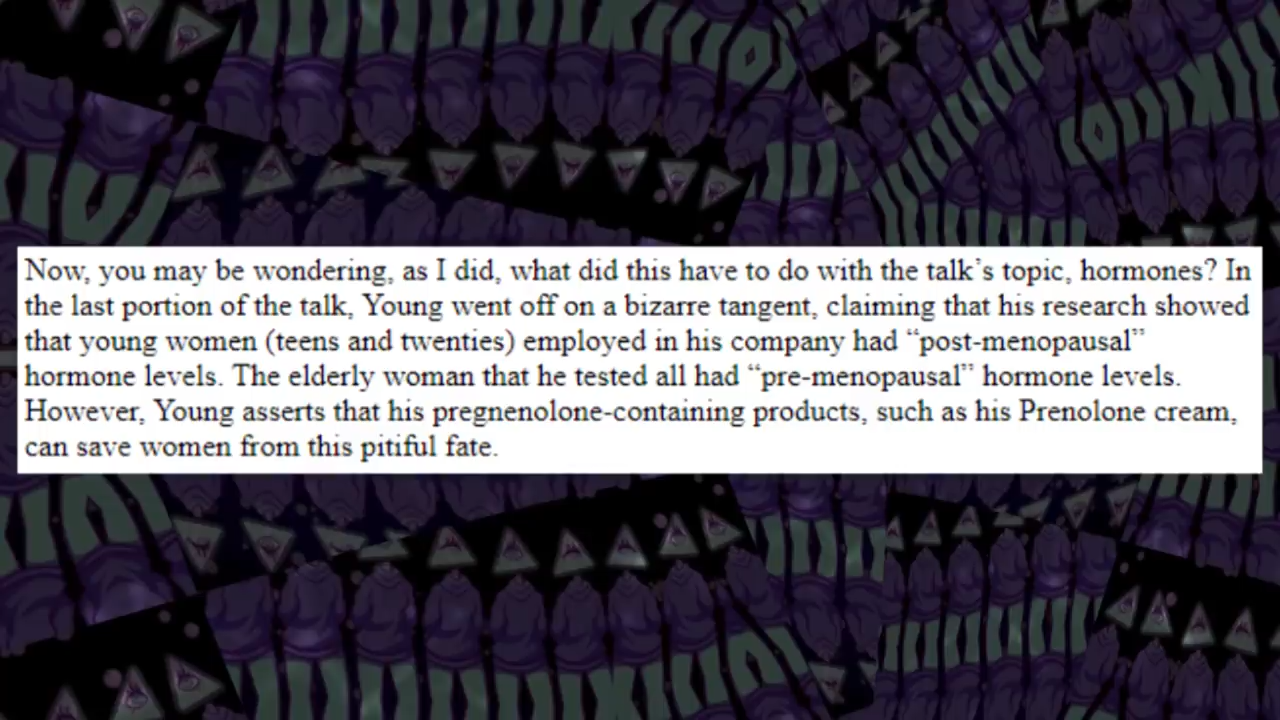 Now, you may be wondering, as I did, what did this have to do with the talk’s topic, hormones? In
the last portion of the talk, Young went off on a bizarre tangent, claiming that his research showed
that young women (teens and twenties) employed in his company had “post-menopausal”
hormone levels. The elderly woman that he tested all had “pre-menopausal” hormone levels.
However, Young asserts that his pregnenolone-containing products, such as his Prenolone cream,
can save women from this pitiful fate.